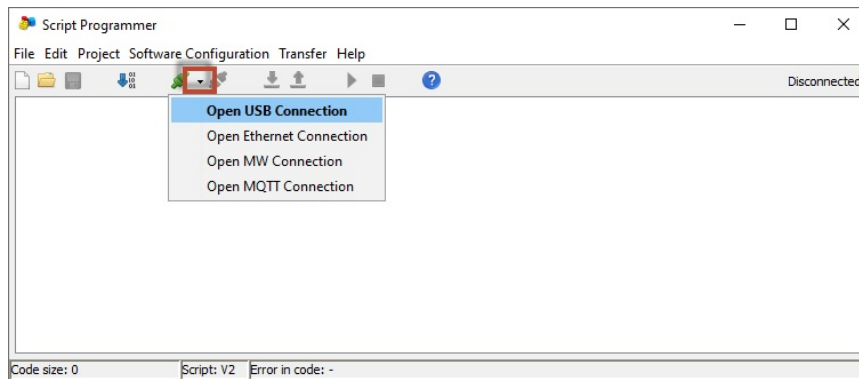 Script Programmer
File Edit Project Software Configuration Transfer Help
Disconnected
Open USB Connection
Open Ethernet Connection
Open MW Connection
Open MQTT Connection
Code size: 0 Script: V2 Error in code: -